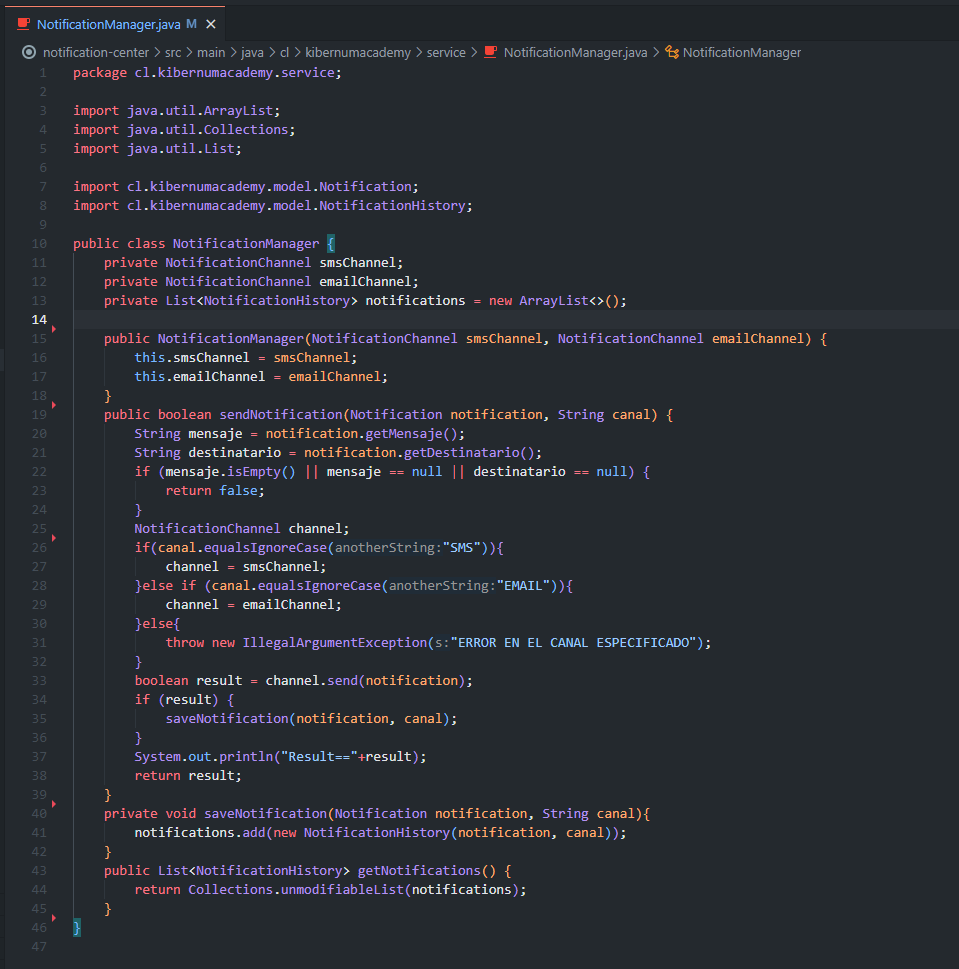 NotificationManager.java M ×
notification-center > src > main > java > cl > kibernumacademy > service > NotificationManager.java > NotificationManager
1 package cl.kibernumacademy.service;
2
3 import java.util.ArrayList;
4 import java.util.Collections;
5 import java.util.List;
6
7 import cl.kibernumacademy.model.Notification;
8 import cl.kibernumacademy.model.NotificationHistory;
9
10 public class NotificationManager {
11     private NotificationChannel smsChannel;
12     private NotificationChannel emailChannel;
13     private List<NotificationHistory> notifications = new ArrayList<>();
14
15     public NotificationManager(NotificationChannel smsChannel, NotificationChannel emailChannel) {
16         this.smsChannel = smsChannel;
17         this.emailChannel = emailChannel;
18     }
19     public boolean sendNotification(Notification notification, String canal) {
20         String mensaje = notification.getMensaje();
21         String destinatario = notification.getDestinatario();
22         if (mensaje.isEmpty() || mensaje == null || destinatario == null) {
23             return false;
24         }
25         NotificationChannel channel;
26         if(canal.equalsIgnoreCase(anotherString:"SMS")){
27             channel = smsChannel;
28         }else if (canal.equalsIgnoreCase(anotherString:"EMAIL")){
29             channel = emailChannel;
30         }else{
31             throw new IllegalArgumentException(s:"ERROR EN EL CANAL ESPECIFICADO");
32         }
33         boolean result = channel.send(notification);
34         if (result) {
35             saveNotification(notification, canal);
36         }
37         System.out.println("Result=="+result);
38         return result;
39     }
40     private void saveNotification(Notification notification, String canal){
41         notifications.add(new NotificationHistory(notification, canal));
42     }
43     public List<NotificationHistory> getNotifications() {
44         return Collections.unmodifiableList(notifications);
45     }
46 }
47